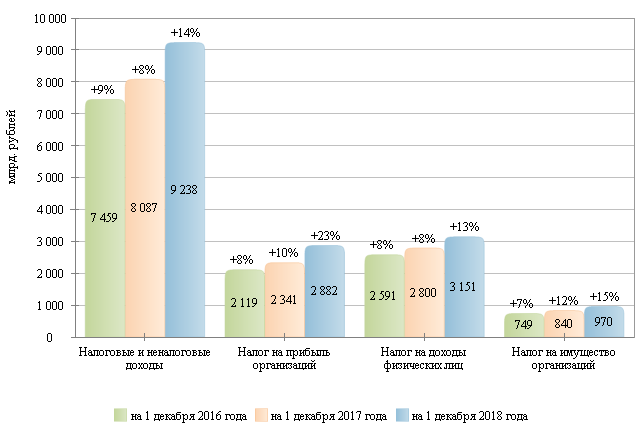 10 000
9 000
8 000
7 000
6 000
5 000
4 000
3 000
2 000
1 000
0
млрд. рублей
+9% +8% +14%
7 459 8 087 9 238
+8% +10% +23%
2 119 2 341 2 882
+8% +8% +13%
2 591 2 800 3 151
+7% +12% +15%
749 840 970
Налоговые и неналоговые
доходы
Налог на прибыль
организаций
Налог на доходы
физических лиц
Налог на имущество
организаций
на 1 декабря 2016 года на 1 декабря 2017 года на 1 декабря 2018 года